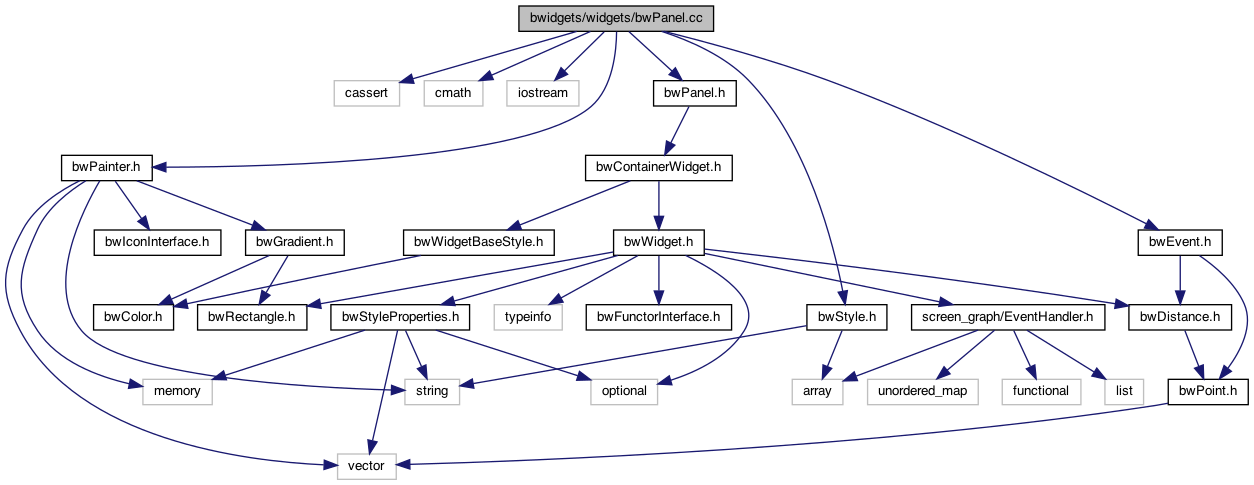 bwidgets/widgets/bwPanel.cc
cassert
cmath
iostream
bwPanel.h
bwPainter.h
bwContainerWidget.h
bwIconInterface.h
bwGradient.h
bwWidgetBaseStyle.h
bwWidget.h
bwEvent.h
bwColor.h
bwRectangle.h
bwStyleProperties.h
typeinfo
bwFunctorInterface.h
bwStyle.h
screen_graph/EventHandler.h
bwDistance.h
memory
string
optional
array
unordered_map
functional
list
bwPoint.h
vector